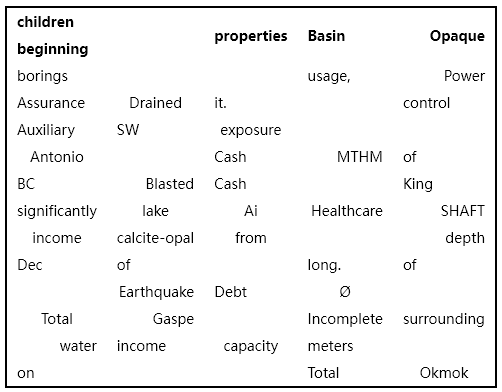 children beginning properties Basin Opaque
borings usage, Power
Assurance Drained it. control
Auxiliary SW exposure
Antonio Cash MTHM of
BC Blasted Cash King
significantly lake Ai Healthcare SHAFT
income calcite-opal from depth
Dec of long. of
Earthquake Debt Ø
Total Gaspe Incomplete surrounding
water income capacity meters
on Total Okmok